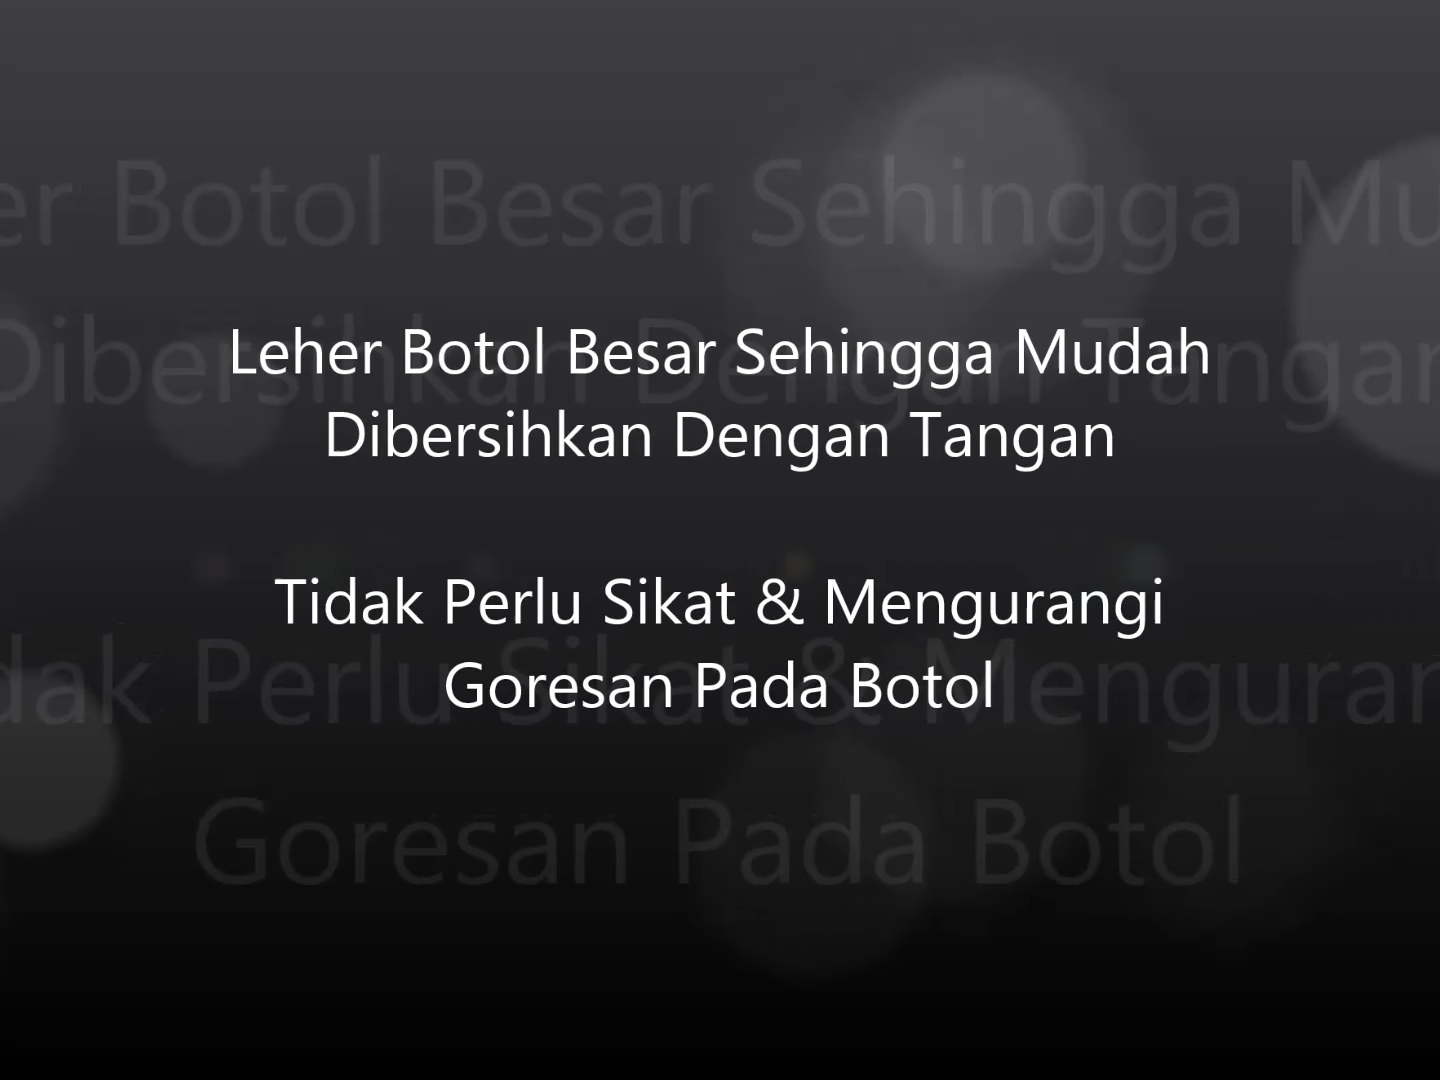 Leher Botol Besar Sehingga Mudah
Dibersihkan Dengan Tangan
Tidak Perlu Sikat & Mengurangi
Goresan Pada Botol